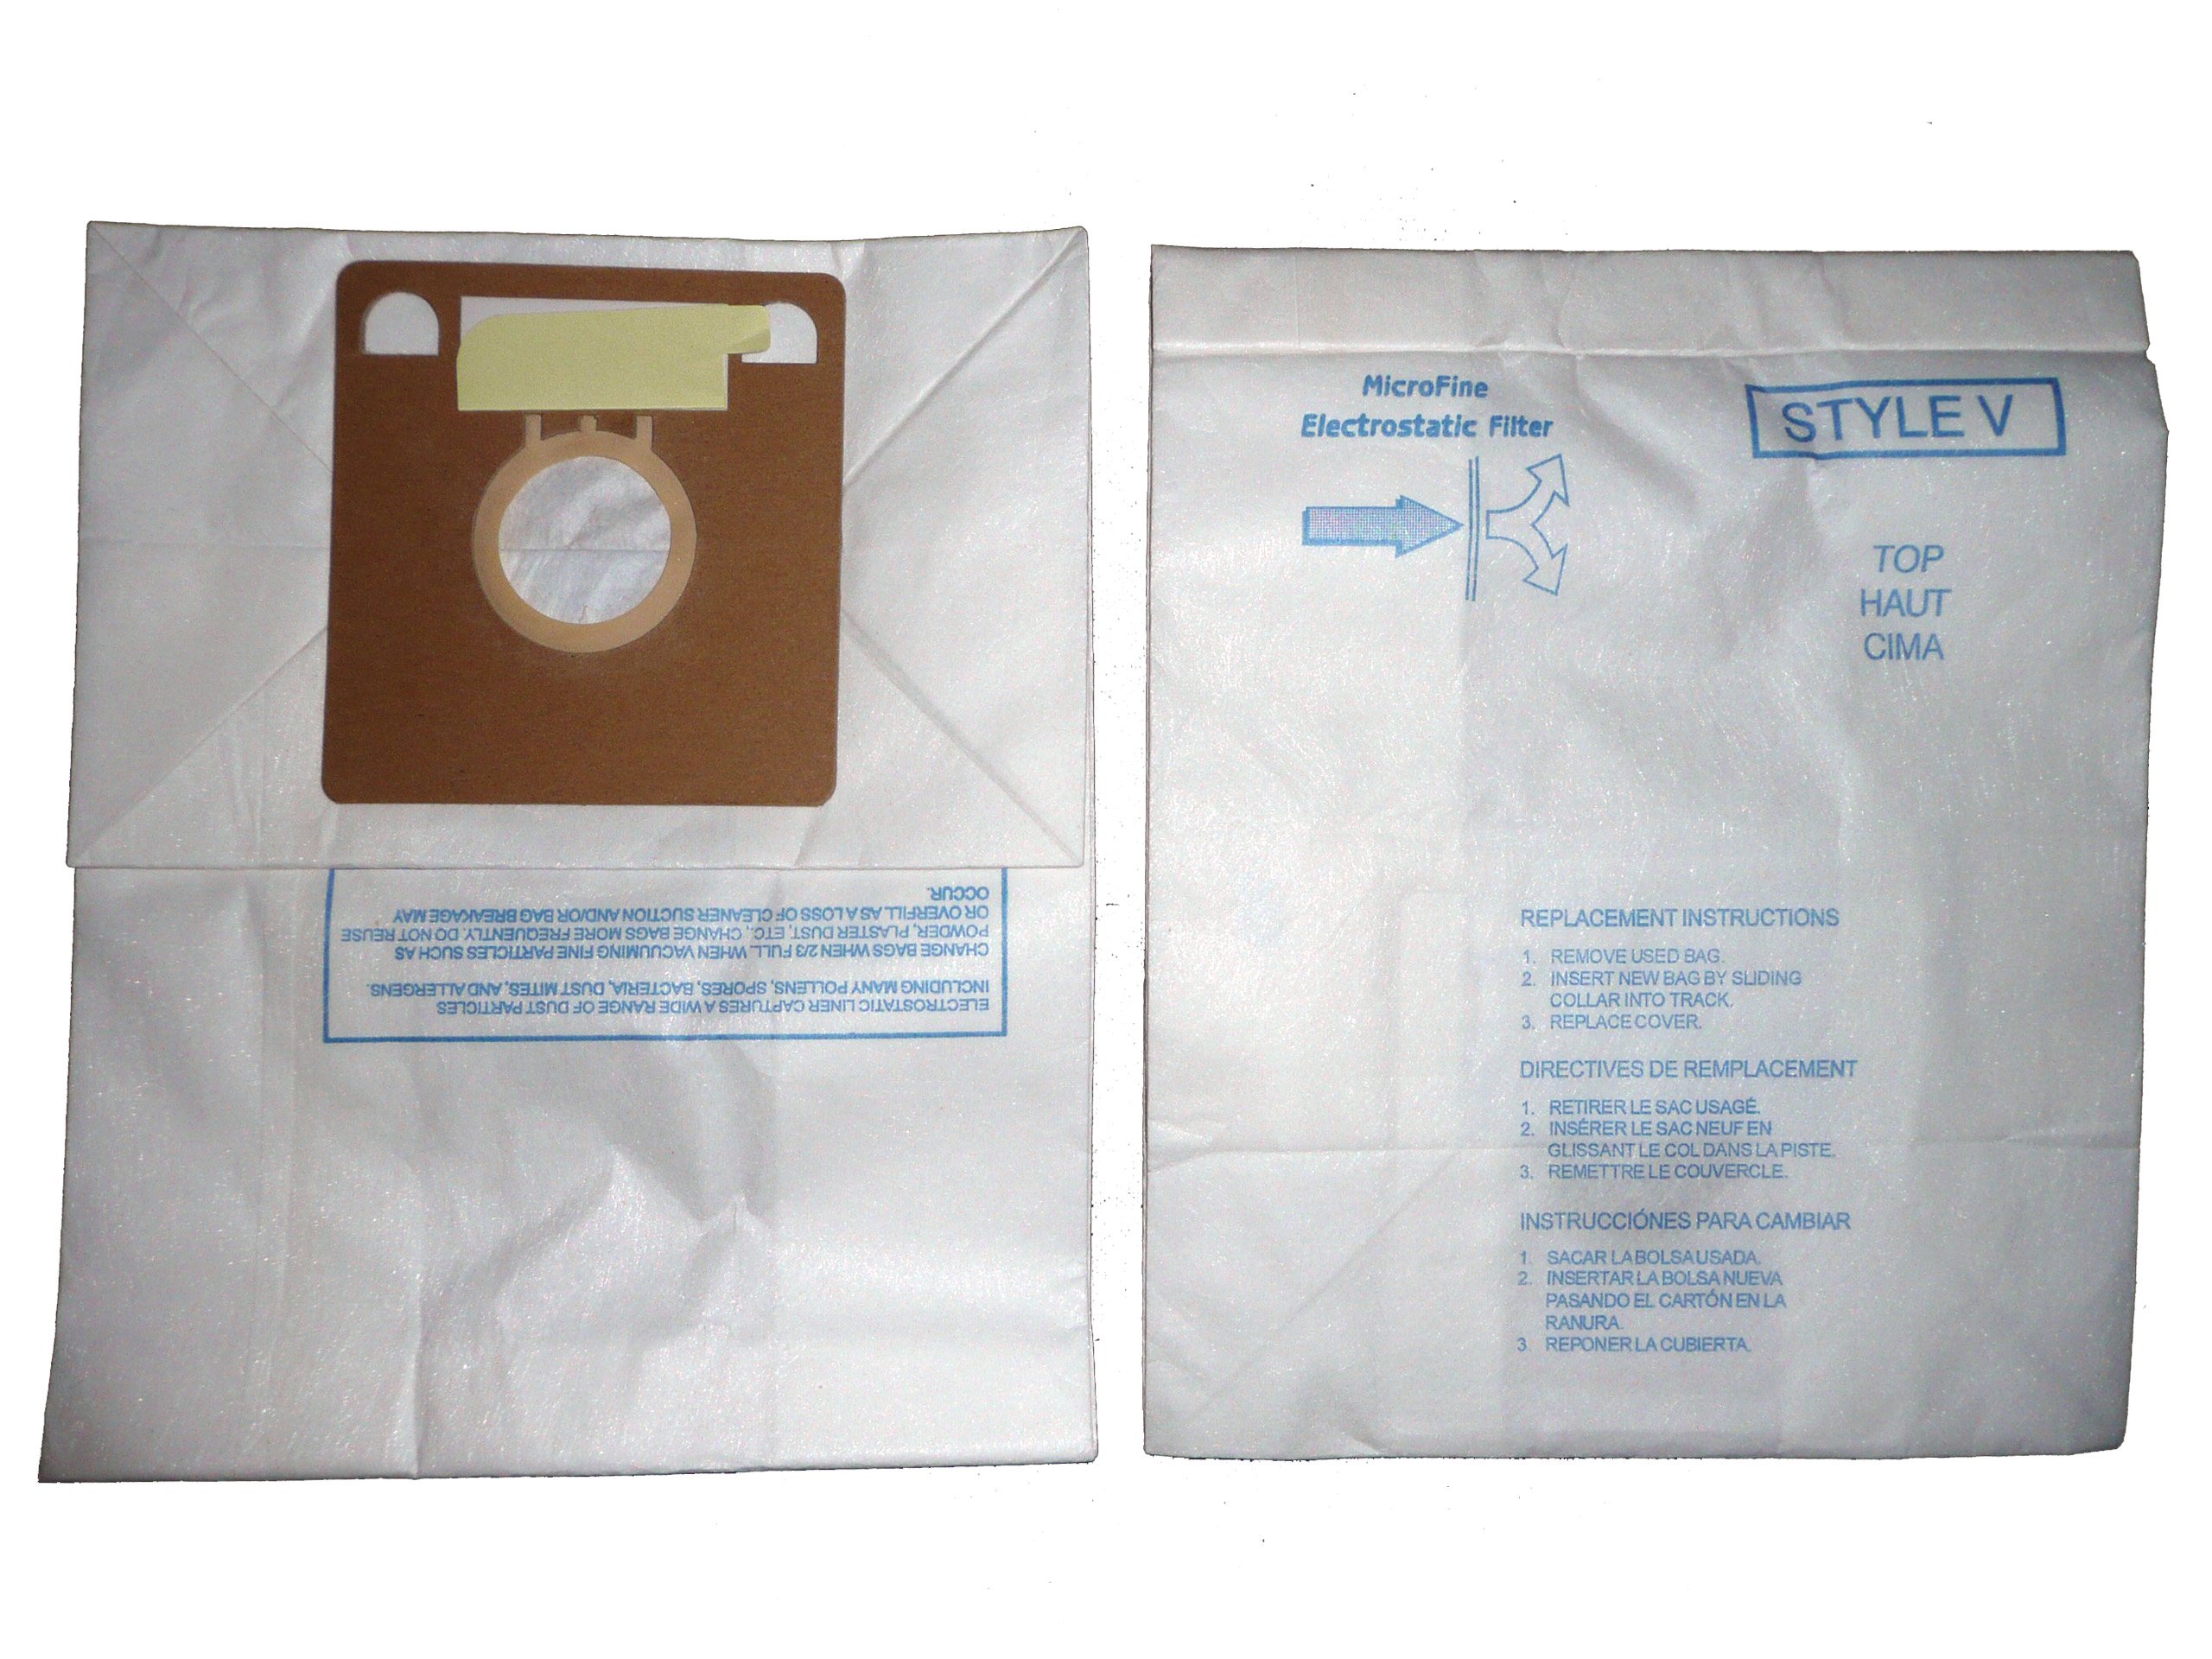 ELECTROSTATIC LINER CAPTURES A WIDE RANGE OF DUST PARTICLES
INCLUDING MANY POLLENS, SPORES, BACTERIA, DUST MITES, AND ALLERGENS.
CHANGE BAGS WHEN 2/3 FULL. WHEN VACUUMING FINE PARTICLES SUCH AS
POWDER, PLASTER DUST, ETC., CHANGE BAGS MORE FREQUENTLY. DO NOT REUSE
OR OVERFILL AS A LOSS OF CLEANER SUCTION AND/OR BAG BREAKAGE MAY
OCCUR.
MicroFine
Electrostatic Filter
STYLE V
TOP
HAUT
CIMA
REPLACEMENT INSTRUCTIONS
1. REMOVE USED BAG.
2. INSERT NEW BAG BY SLIDING
COLLAR INTO TRACK.
3. REPLACE COVER.
DIRECTIVES DE REMPLACEMENT
1. RETIRER LE SAC USAGÉ.
2. INSÉRER LE SAC NEUF EN
GLISSANT LE COL DANS LA PISTE.
3. REMETTRE LE COUVERCLE.
INSTRUCCIÓNES PARA CAMBIAR
1. SACAR LA BOLSA USADA.
2. INSERTAR LA BOLSA NUEVA
PASANDO EL CARTÓN EN LA
RANURA.
3 REPONER LA CUBIERTA.